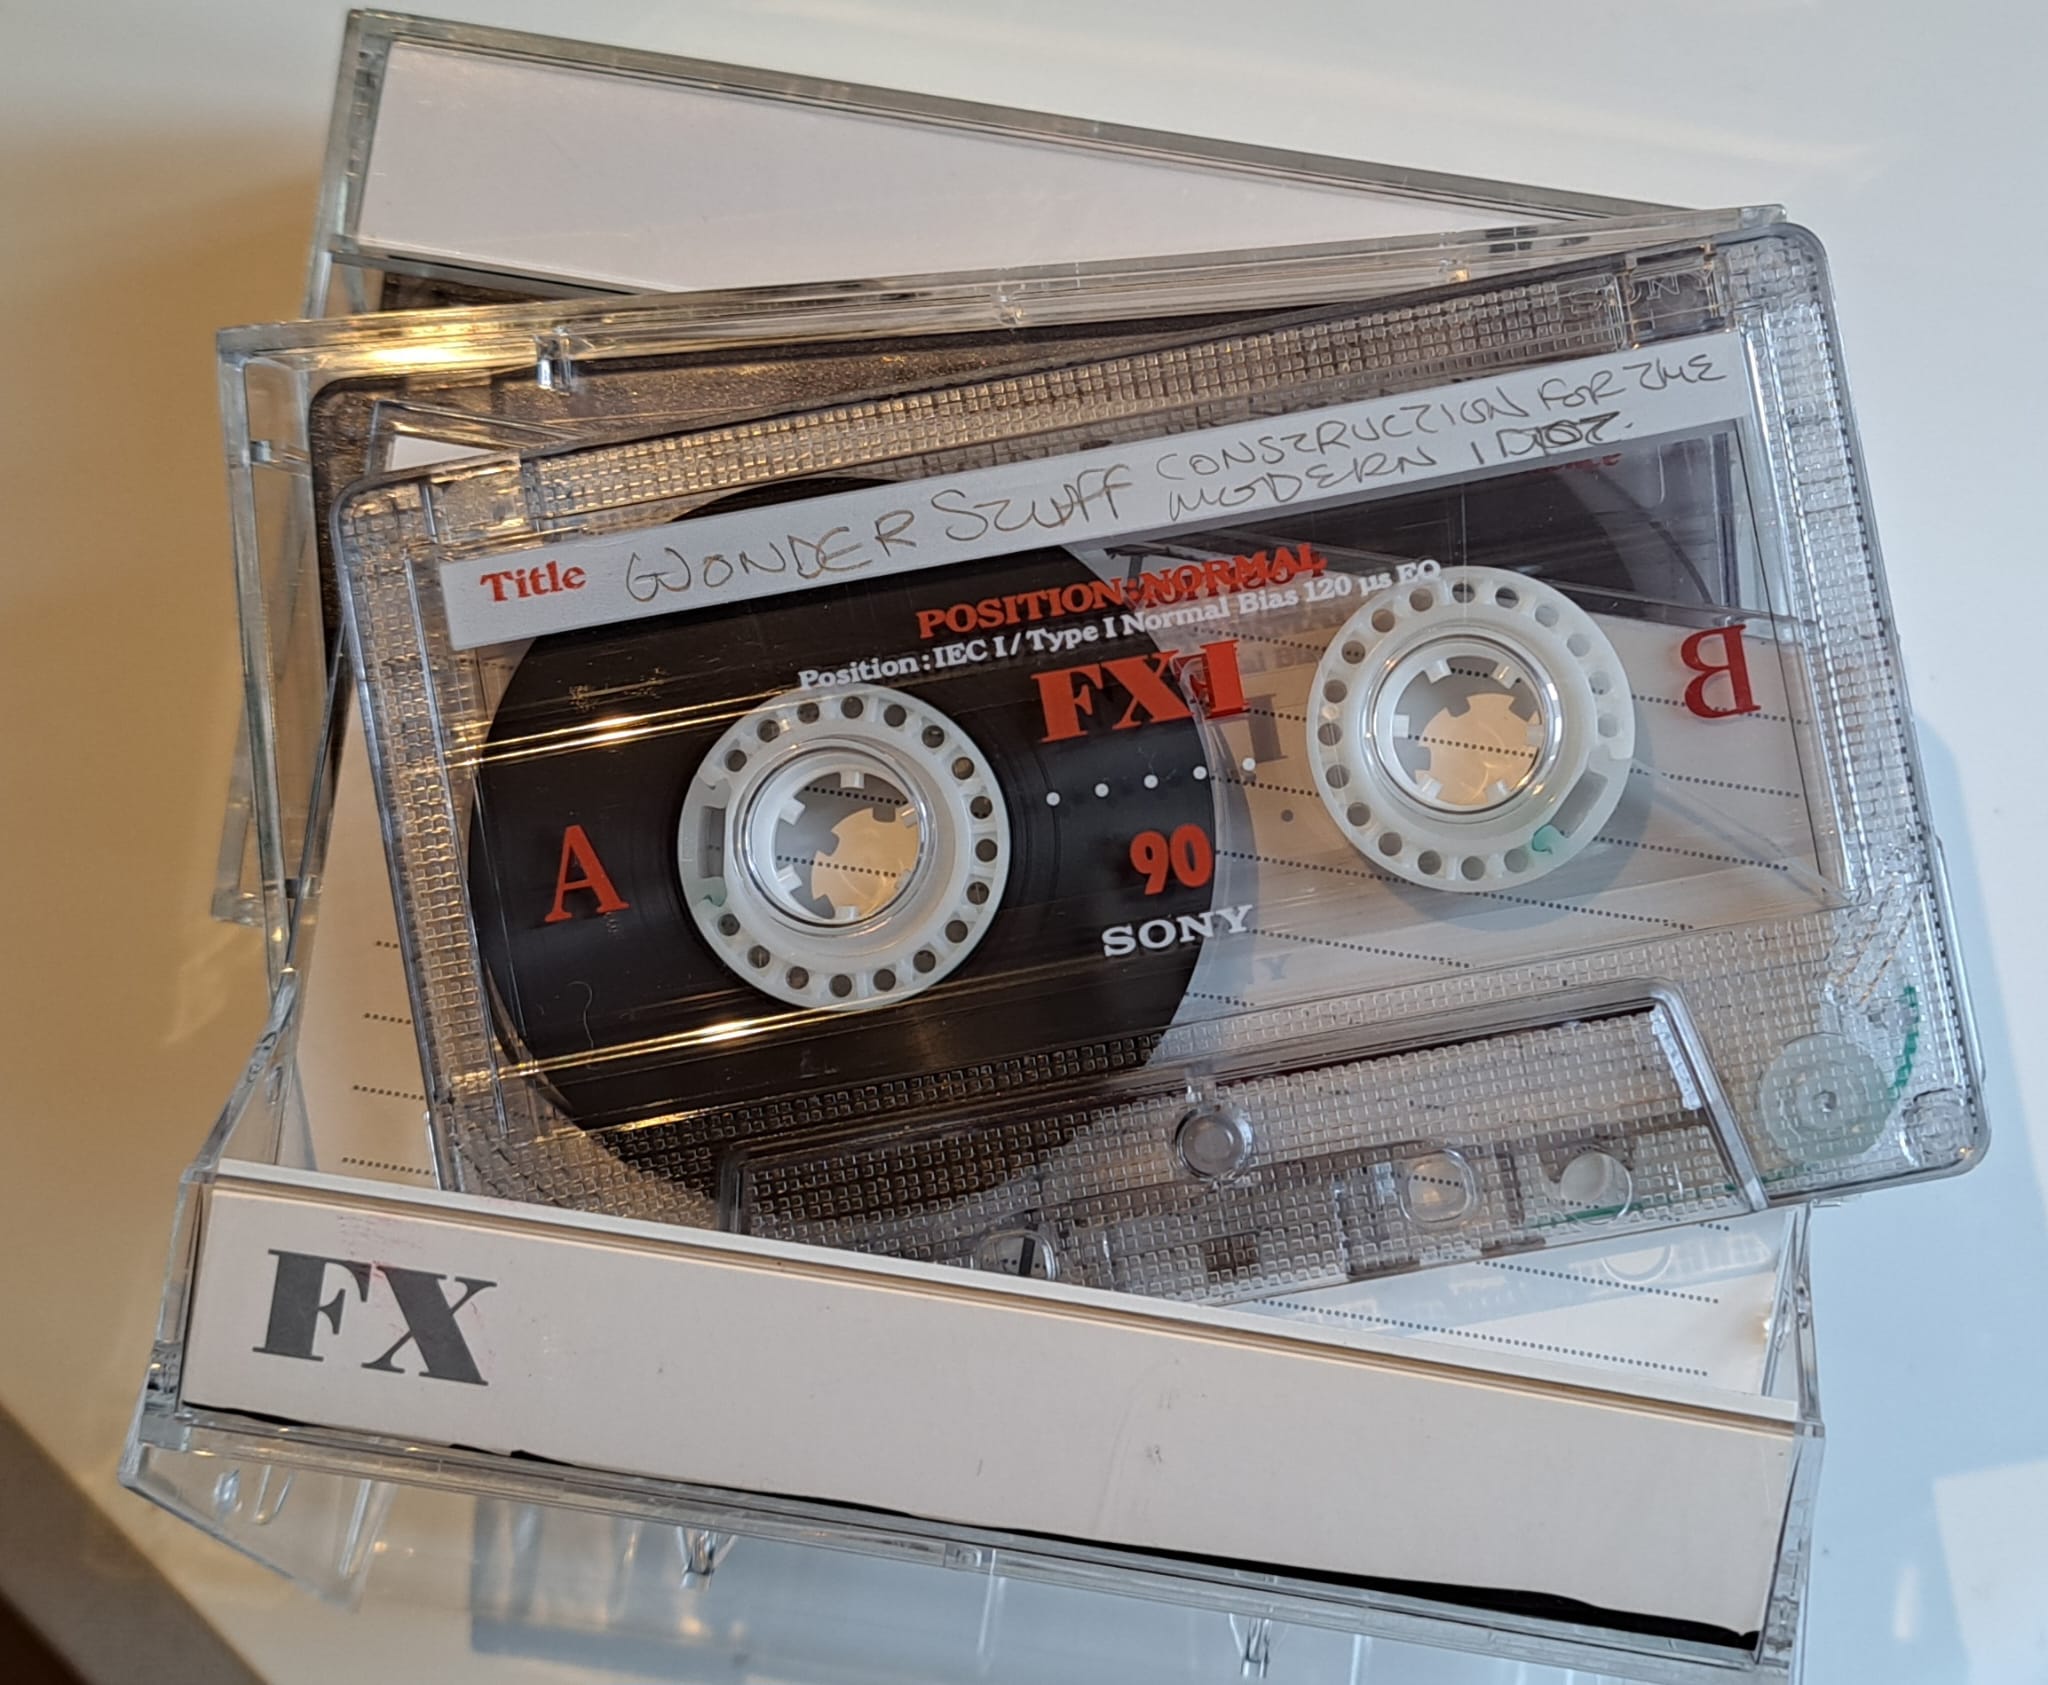 SONY
Title WONDER STUFF CONSTRUCTION FOR THE
MODERN IDIOT.
POSITION:NORMAL
Position:IEC I/Type I Normal Bias 120 µs EQ
FX I
A
B
90
SONY
FX